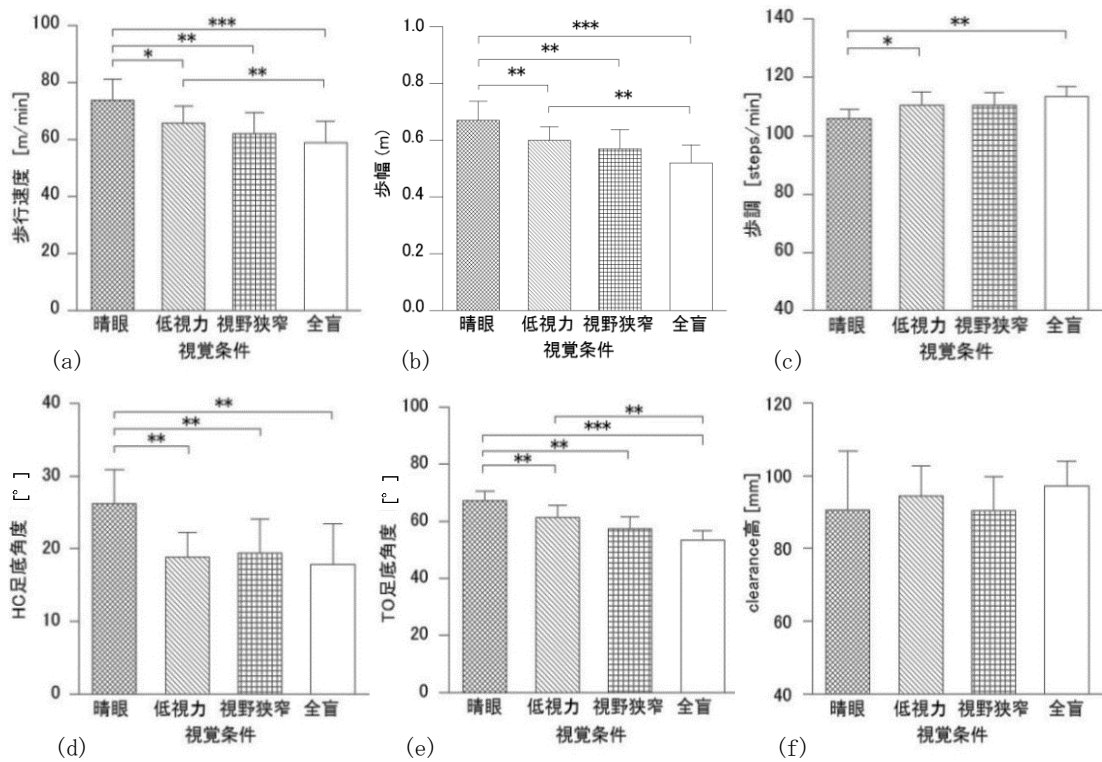 歩行速度 [m/min]
100
80
60
40
20
0
***
**
*
**
晴眼 低視力 視野狭窄 全盲
視覚条件
(a)
歩幅 (m)
1.0
0.8
0.6
0.4
0.2
0.0
***
**
**
**
晴眼 低視力 視野狭窄 全盲
視覚条件
(b)
歩調 [steps/min]
140
120
100
80
60
40
**
*
晴眼 低視力 視野狭窄 全盲
視覚条件
(c)
HC足底角度 [°]
40
30
20
10
0
**
**
**
晴眼 低視力 視野狭窄 全盲
視覚条件
(d)
TO足底角度 [°]
100
80
60
40
20
0
**
***
**
**
晴眼 低視力 視野狭窄 全盲
視覚条件
(e)
clearance高 [mm]
120
100
80
60
40
晴眼 低視力 視野狭窄 全盲
視覚条件
(f)